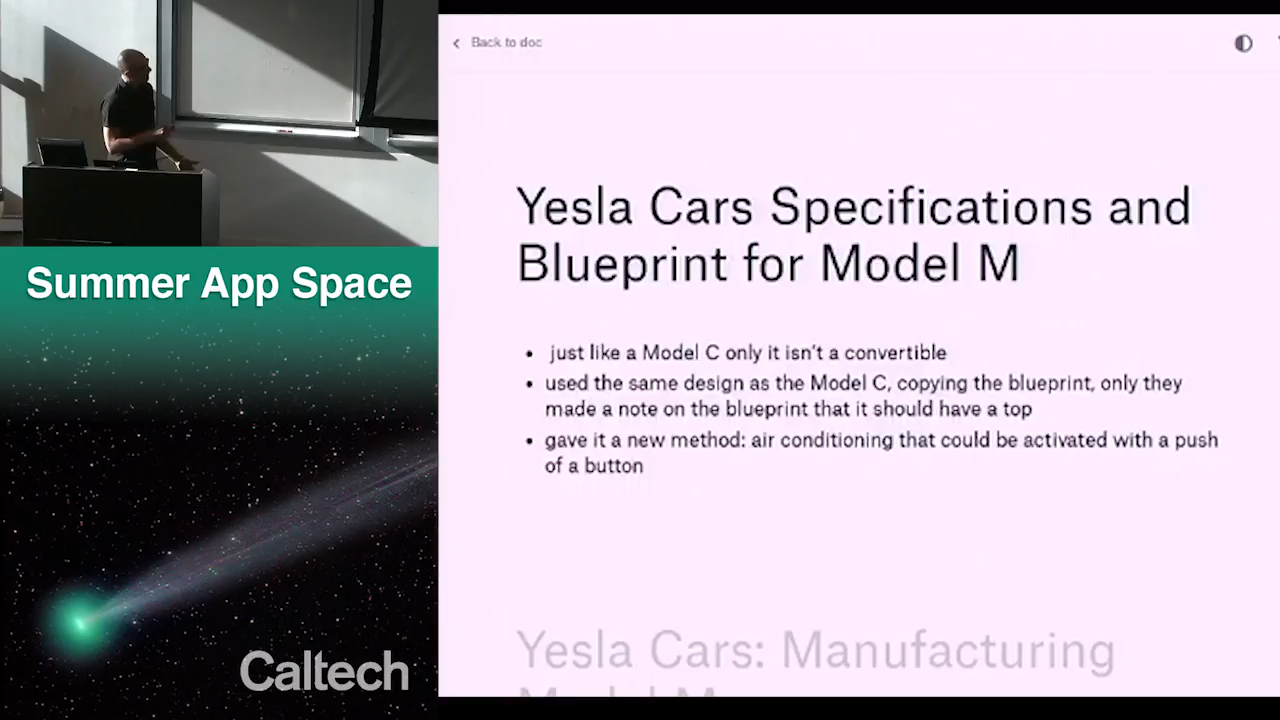 Back to doc
Yesla Cars Specifications and
Blueprint for Model M
just like a Model C only it isn't a convertible
used the same design as the Model C, copying the blueprint, only they
made a note on the blueprint that it should have a top
gave it a new method: air conditioning that could be activated with a push
of a button
Yesla Cars: Manufacturing
Model M
Summer App Space
Caltech